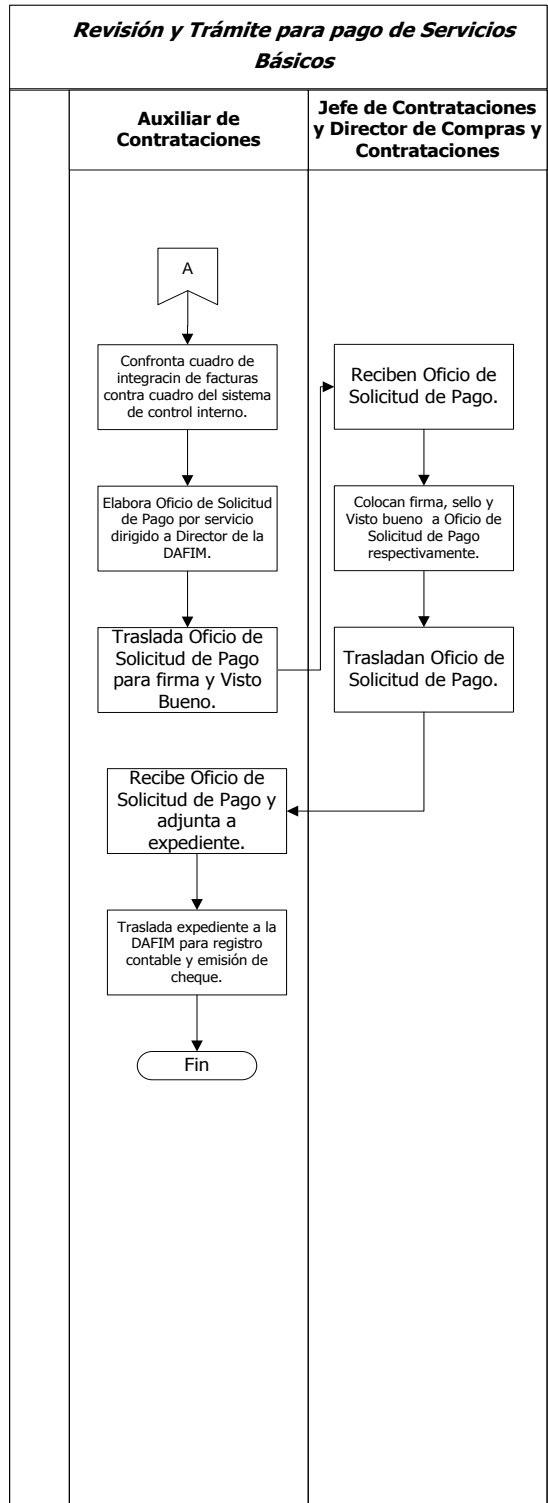 Revisión y Trámite para pago de Servicios
Básicos
Auxiliar de
Contrataciones
Jefe de Contrataciones
y Director de Compras y
Contrataciones
A
Confronta cuadro de
integracin de facturas
contra cuadro del sistema
de control interno.
Elabora Oficio de Solicitud
de Pago por servicio
dirigido a Director de la
DAFIM.
Traslada Oficio de
Solicitud de Pago
para firma y Visto
Bueno.
Reciben Oficio de
Solicitud de Pago.
Colocan firma, sello y
Visto bueno a Oficio de
Solicitud de Pago
respectivamente.
Trasladan Oficio de
Solicitud de Pago.
Recibe Oficio de
Solicitud de Pago y
adjunta a
expediente.
Traslada expediente a la
DAFIM para registro
contable y emisión de
cheque.
Fin